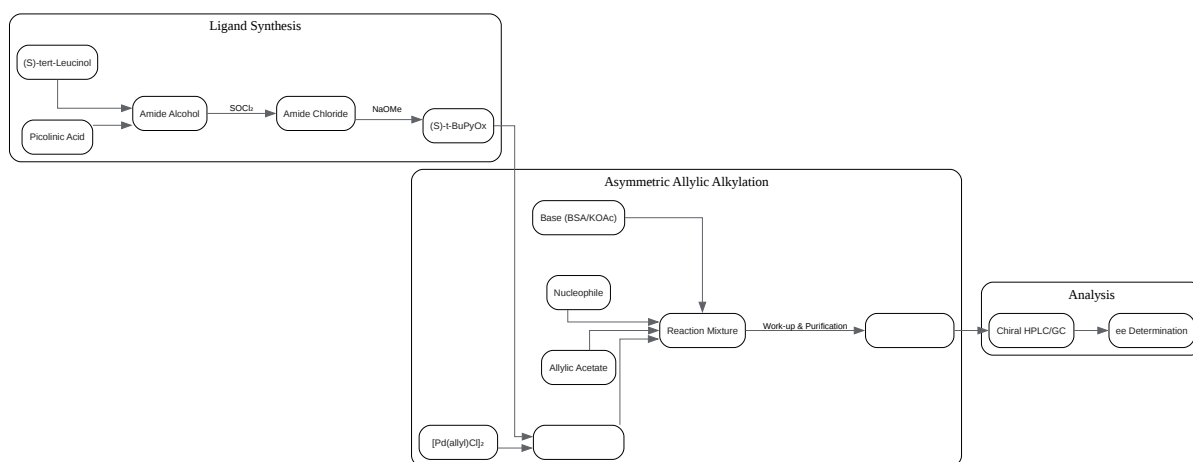 Ligand Synthesis
(S)-tert-Leucinol
Picolinic Acid
Amide Alcohol
SOCl₂
Amide Chloride
NaOMe
(S)-t-BuPyOx
Asymmetric Allylic Alkylation
Base (BSA/KOAc)
Nucleophile
Allylic Acetate
[Pd(allyl)Cl]₂
Reaction Mixture
Work-up & Purification
Analysis
Chiral HPLC/GC
ee Determination